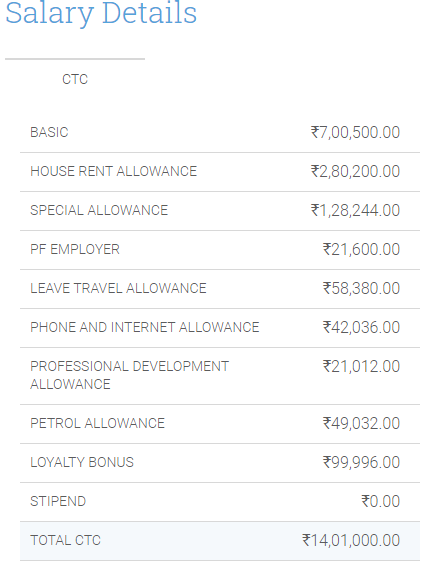 Salary Details
CTC
BASIC ₹7,00,500.00
HOUSE RENT ALLOWANCE ₹2,80,200.00
SPECIAL ALLOWANCE ₹1,28,244.00
PF EMPLOYER ₹21,600.00
LEAVE TRAVEL ALLOWANCE ₹58,380.00
PHONE AND INTERNET ALLOWANCE ₹42,036.00
PROFESSIONAL DEVELOPMENT ₹21,012.00
ALLOWANCE
PETROL ALLOWANCE ₹49,032.00
LOYALTY BONUS ₹99,996.00
STIPEND ₹0.00
TOTAL CTC ₹14,01,000.00